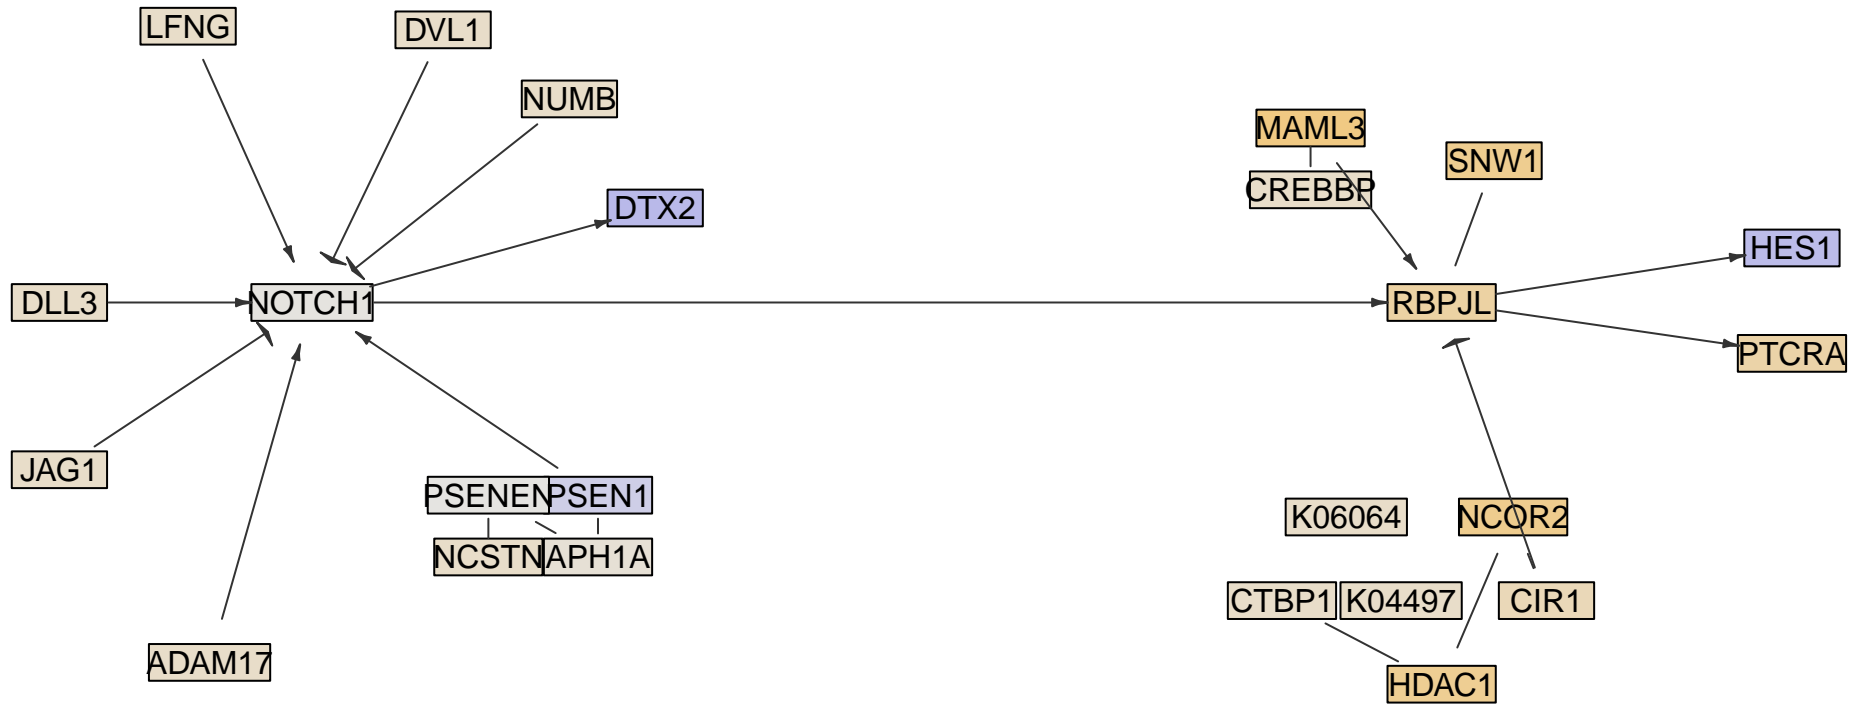 LFNG
DVL1
NUMB
MAML3
SNW1
CREBBP
DTX2
HES1
DLL3
NOTCH1
RBPJL
PTCRA
JAG1
PSENEN
PSEN1
K06064
NCOR2
NCSTN
APH1A
CTBP1
K04497
CIR1
ADAM17
HDAC1